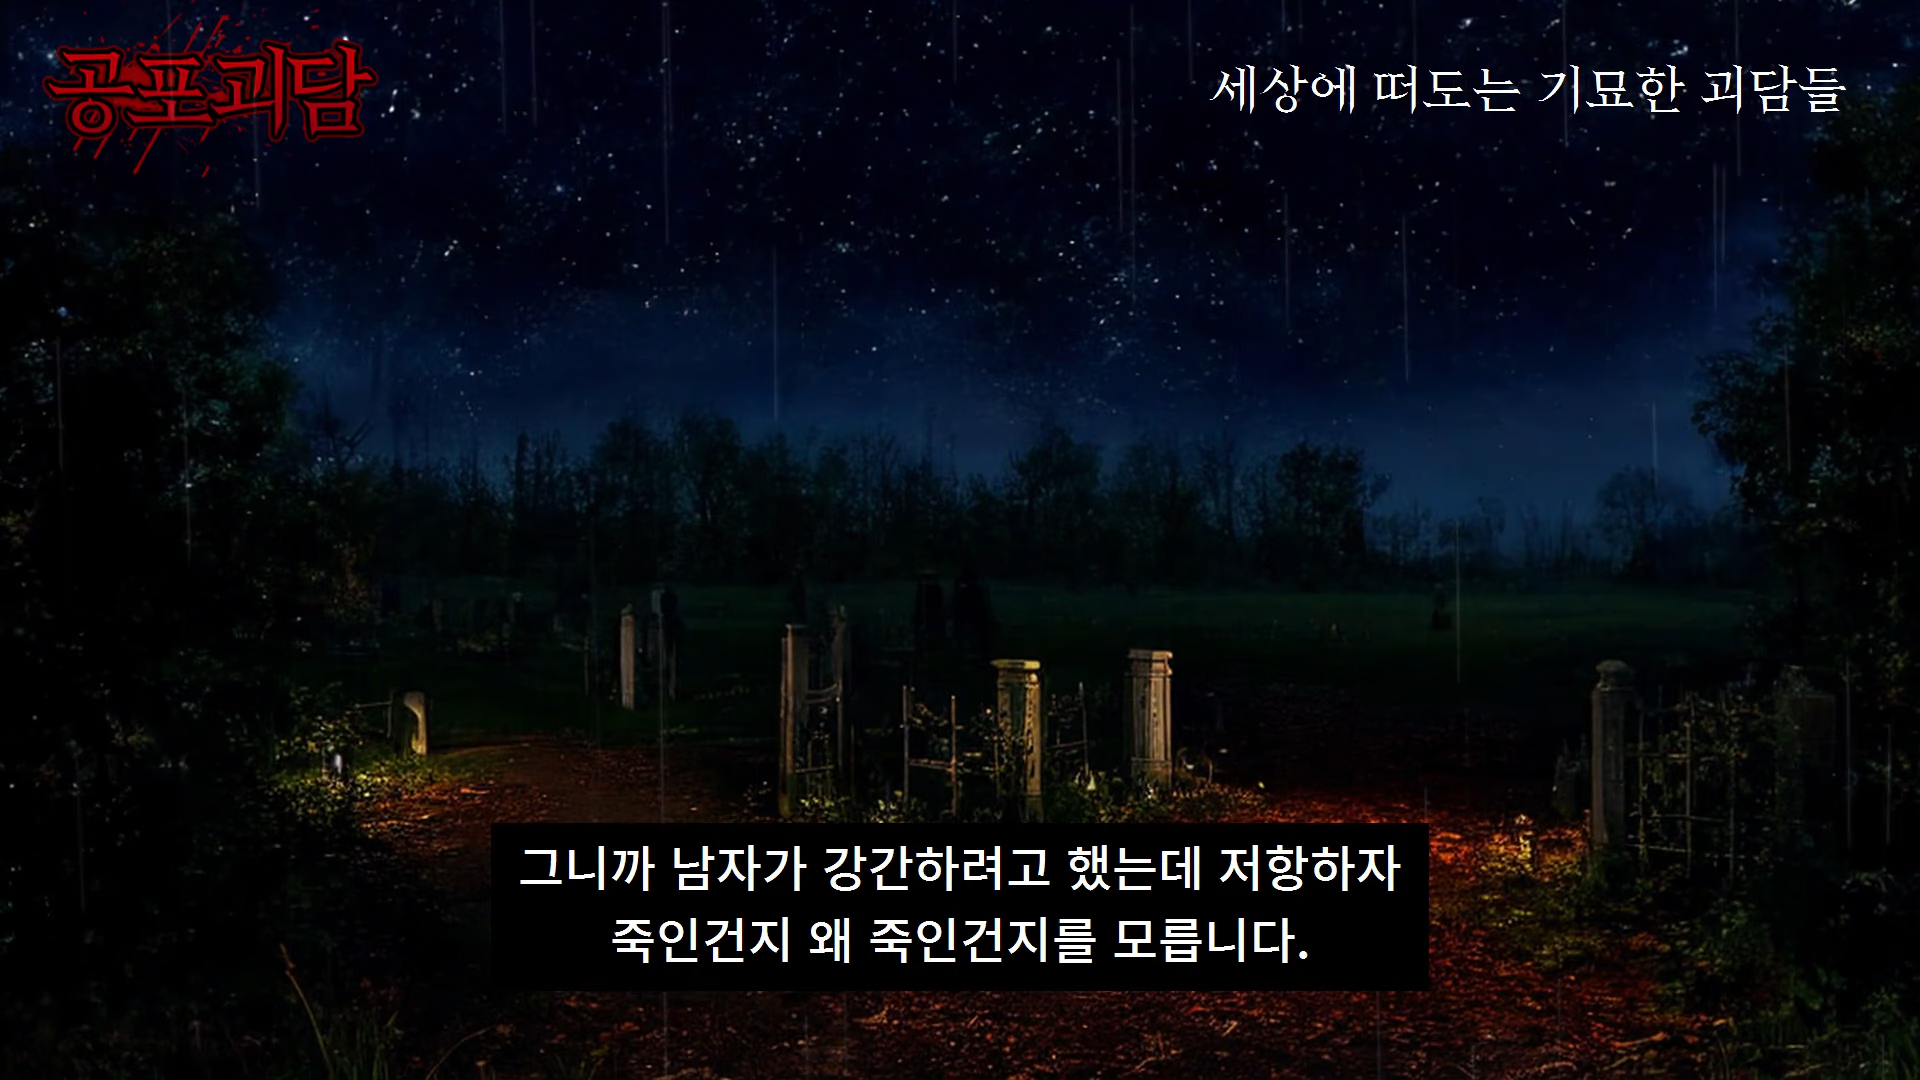 공포괴담
세상에 떠도는 기묘한 괴담들
그니까 남자가 강간하려고 했는데 저항하자
죽인건지 왜 죽인건지를 모릅니다.